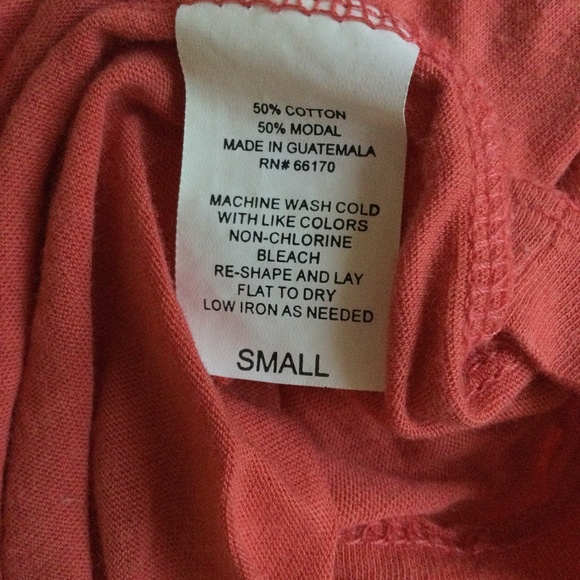 50% COTTON
50% MODAL
MADE IN GUATEMALA
RN# 66170
MACHINE WASH COLD
WITH LIKE COLORS
NON-CHLORINE
BLEACH
RE-SHAPE AND LAY
FLAT TO DRY
LOW IRON AS NEEDED
SMALL